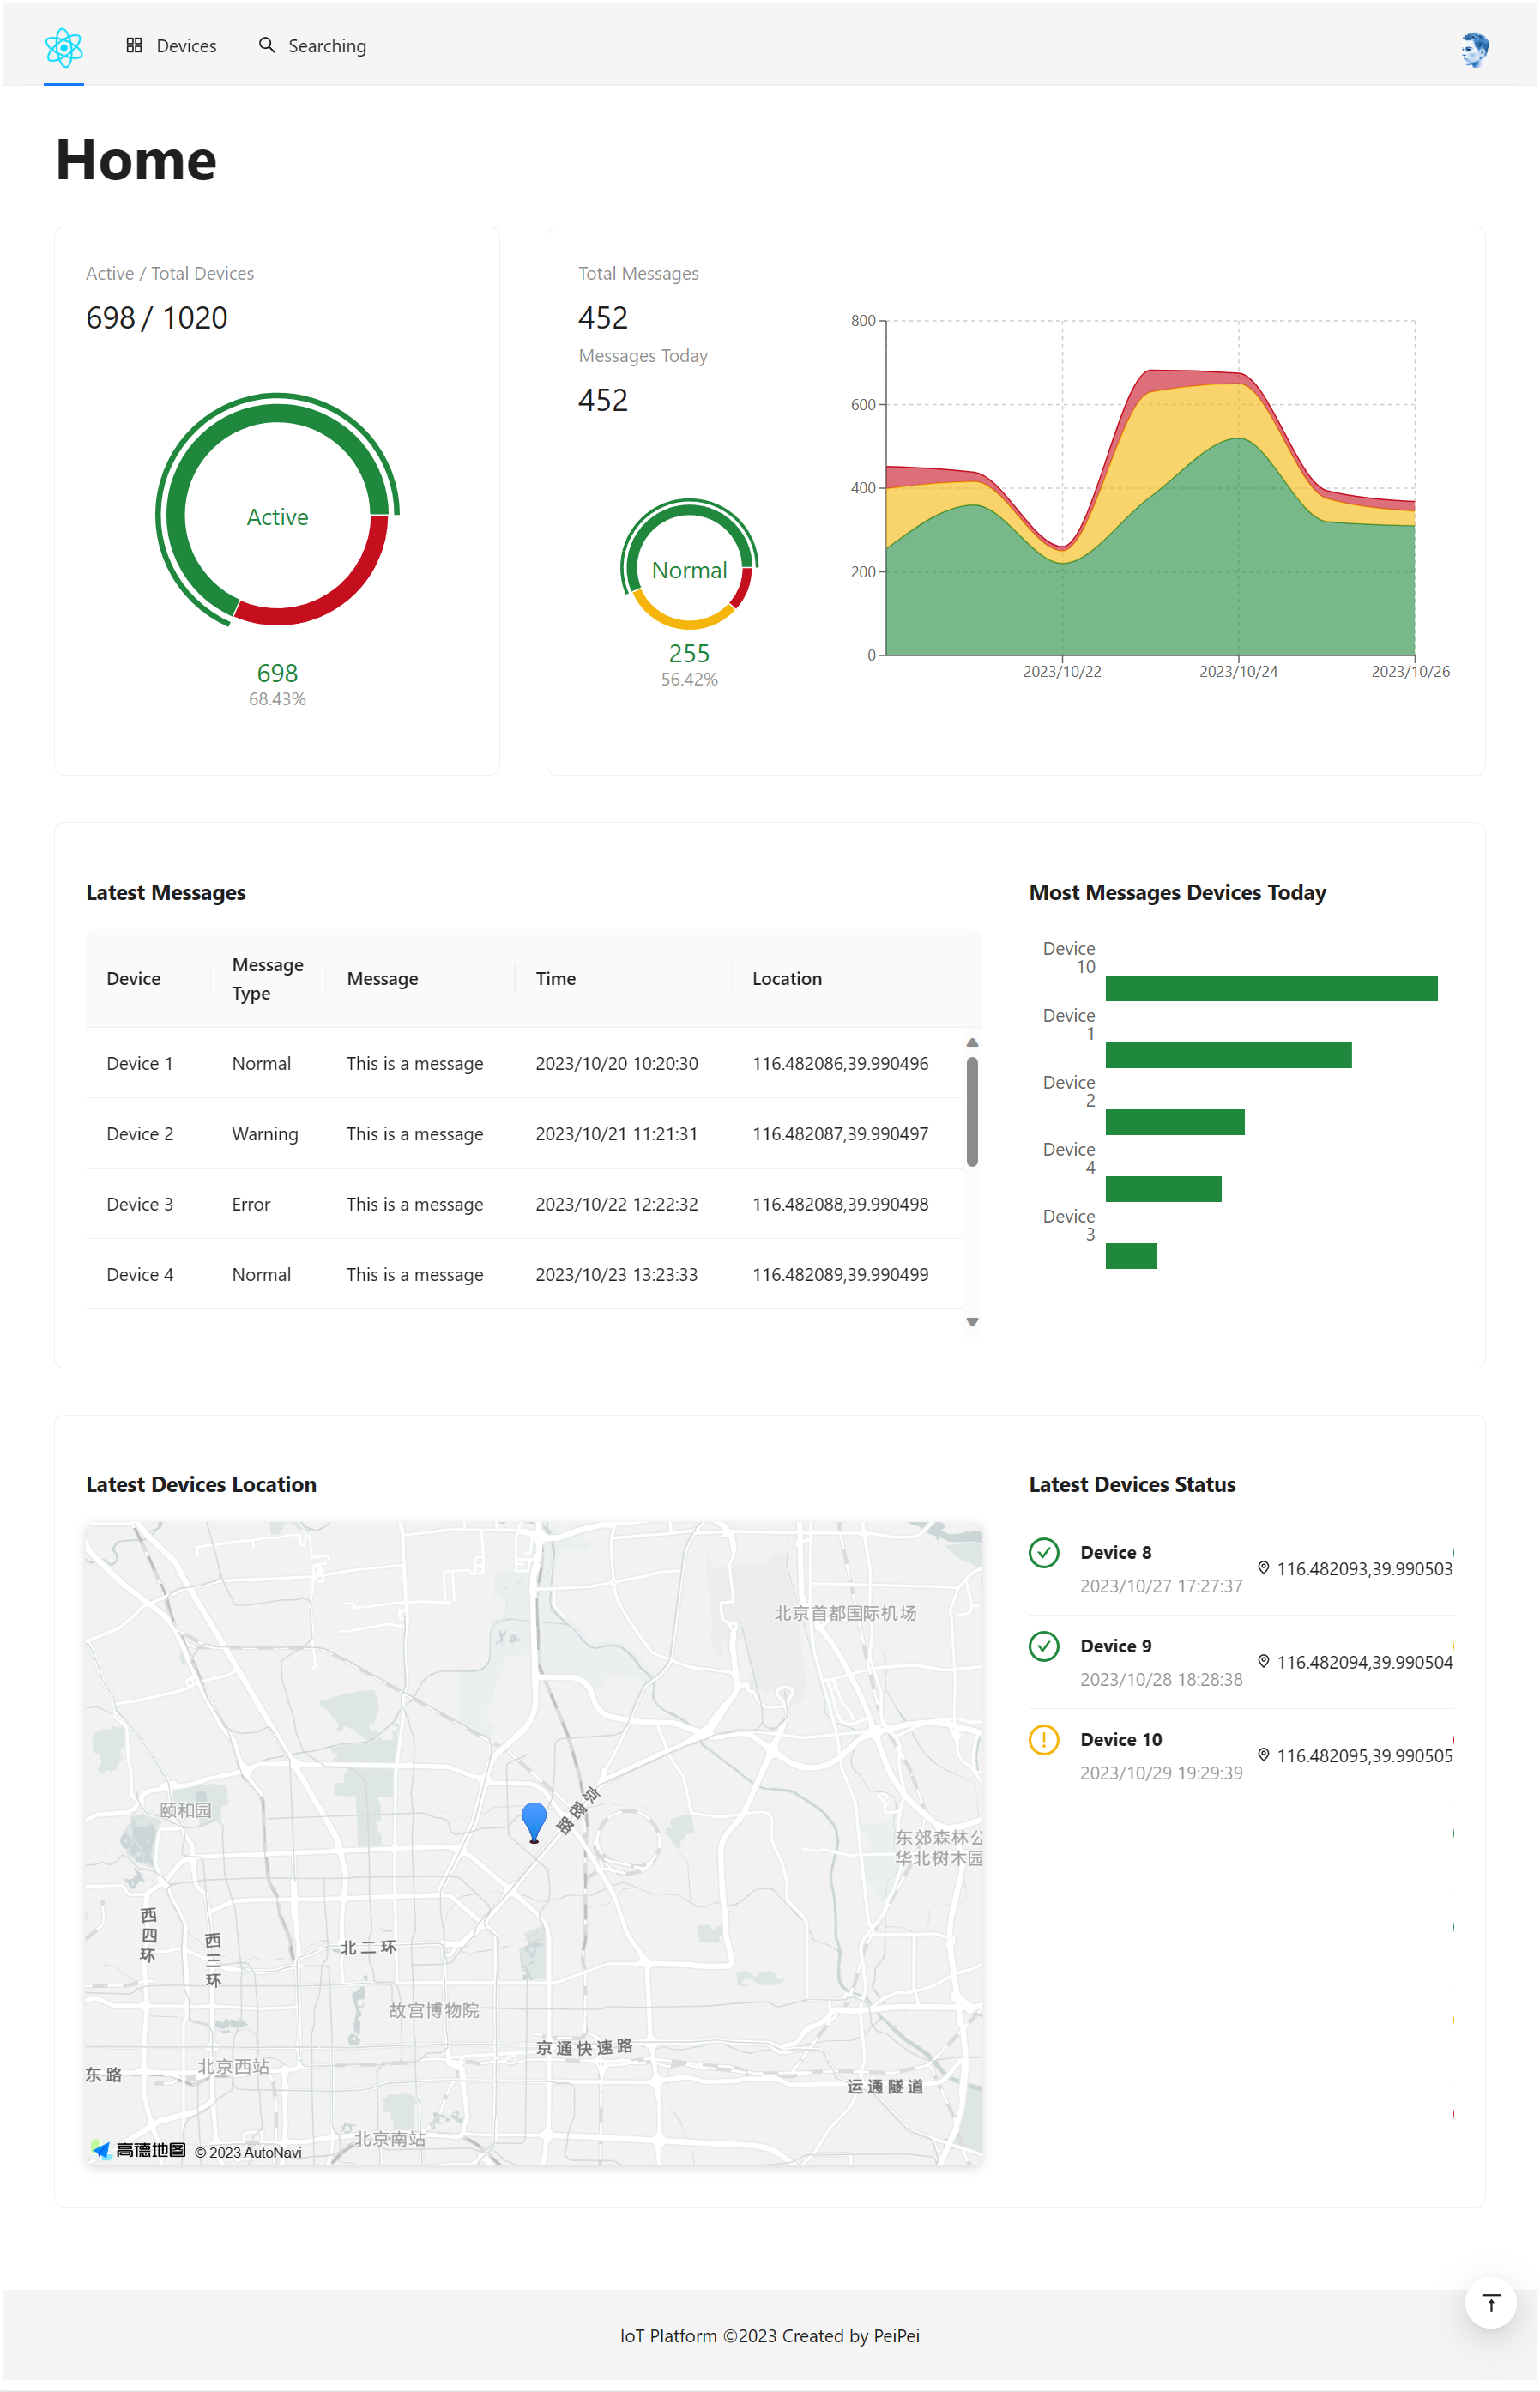 Devices
Searching
Home
Active / Total Devices
698 / 1020
Active
698
68.43%
Total Messages
452
Messages Today
452
Normal
255
56.42%
800
600
400
200
0
2023/10/22
2023/10/24
2023/10/26
Latest Messages
Device
Message
Type
Message
Time
Location
Device 1
Normal
This is a message
2023/10/20 10:20:30
116.482086,39.990496
Device 2
Warning
This is a message
2023/10/21 11:21:31
116.482087,39.990497
Device 3
Error
This is a message
2023/10/22 12:22:32
116.482088,39.990498
Device 4
Normal
This is a message
2023/10/23 13:23:33
116.482089,39.990499
Most Messages Devices Today
Device
10
Device
1
Device
2
Device
4
Device
3
Latest Devices Location
北京首都国际机场
颐和园
京密路
东郊森林公
华北树木园
西四环
西三环
北二环
故宫博物院
京通快速路
北京西站
东路
运通隧道
北京南站
高德地图 © 2023 AutoNavi
Latest Devices Status
Device 8
2023/10/27 17:27:37
116.482093,39.990503
Device 9
2023/10/28 18:28:38
116.482094,39.990504
Device 10
2023/10/29 19:29:39
116.482095,39.990505
IoT Platform ©2023 Created by PeiPei